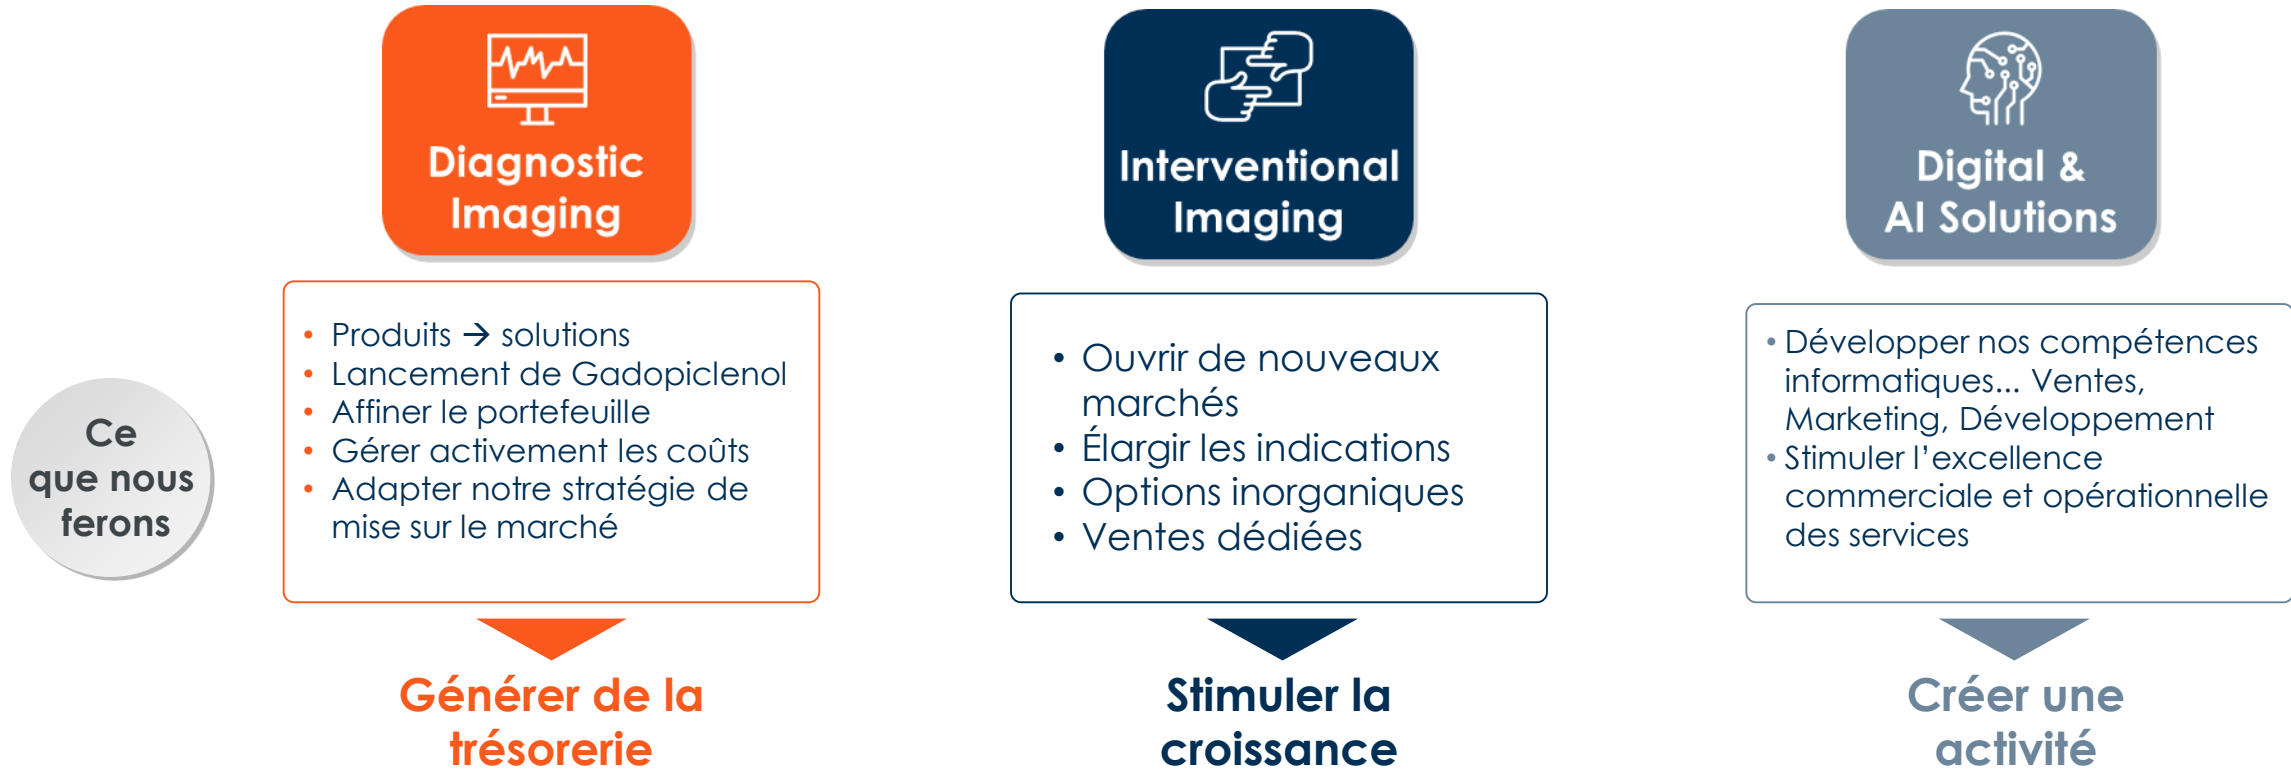 Diagnostic
Imaging
Interventional
Imaging
Digital &
AI Solutions
Ce
que nous
ferons
• Produits → solutions
• Lancement de Gadopiclenol
• Affiner le portefeuille
• Gérer activement les coûts
• Adapter notre stratégie de
mise sur le marché
• Ouvrir de nouveaux
marchés
• Élargir les indications
• Options inorganiques
• Ventes dédiées
• Développer nos compétences
informatiques... Ventes,
Marketing, Développement
• Stimuler l’excellence
commerciale et opérationnelle
des services
Générer de la
trésorerie
Stimuler la
croissance
Créer une
activité